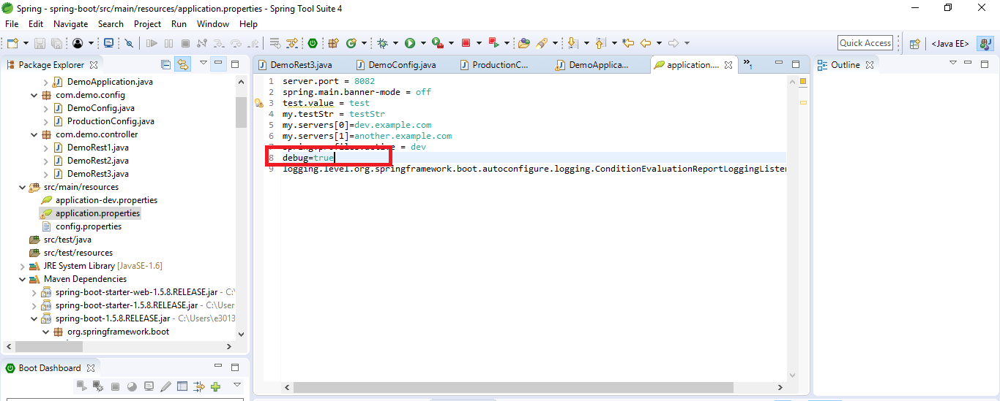 Spring - spring-boot/src/main/resources/application.properties - Spring Tool Suite 4
File Edit Navigate Search Project Run Window Help
Quick Access
<Java EE>
Package Explorer
DemoApplication.java
com.demo.config
DemoConfig.java
ProductionConfig.java
com.demo.controller
DemoRest1.java
DemoRest2.java
DemoRest3.java
src/main/resources
application-dev.properties
application.properties
config.properties
src/test/java
src/test/resources
JRE System Library [JavaSE-1.6]
Maven Dependencies
spring-boot-starter-web-1.5.8.RELEASE.jar - C:\
spring-boot-starter-1.5.8.RELEASE.jar - C:\User
spring-boot-1.5.8.RELEASE.jar - C:\Users\e3013
org.springframework.boot
Boot Dashboard
DemoRest3.java DemoConfig.java ProductionC... DemoApplica... application.... »1
1 server.port = 8082
2 spring.main.banner-mode = off
3 test.value = test
4 my.testStr = testStr
5 my.servers[0]=dev.example.com
6 my.servers[1]=another.example.com
7 spring.profiles.active = dev
8 debug=true
9 logging.level.org.springframework.boot.autoconfigure.logging.ConditionEvaluationReportLoggingListen
Outline